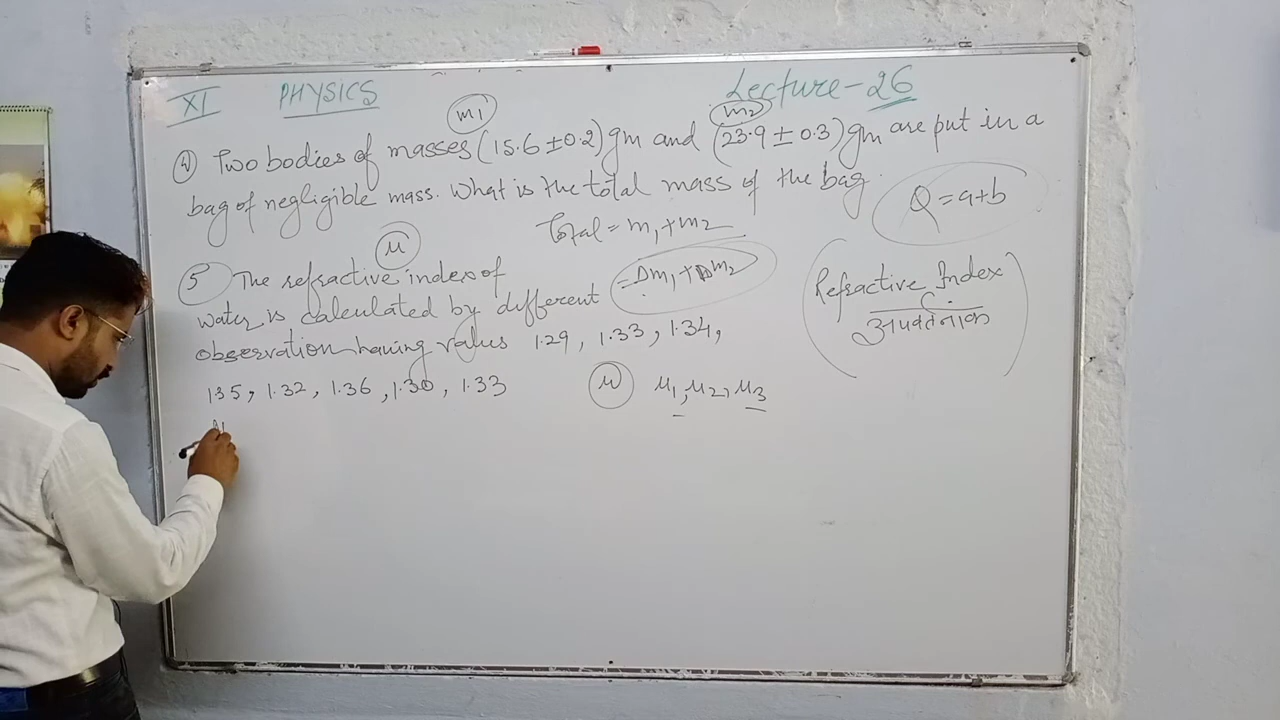 XI PHYSICS Lecture-26
m1 m2
4 Two bodies of masses (15.6 ± 0.2) gm and (23.9 ± 0.3) gm are put in a
bag of negligible mass. What is the total mass of the bag.
Total = m1 + m2
= Δm1 + Δm2
Q = a+b
μ
5 The refractive index of
water is calculated by different
observation having values 1.29, 1.33, 1.34,
1.35, 1.32, 1.36, 1.30, 1.33
μ μ1, μ2, μ3
Refractive Index
अपवर्तनांक